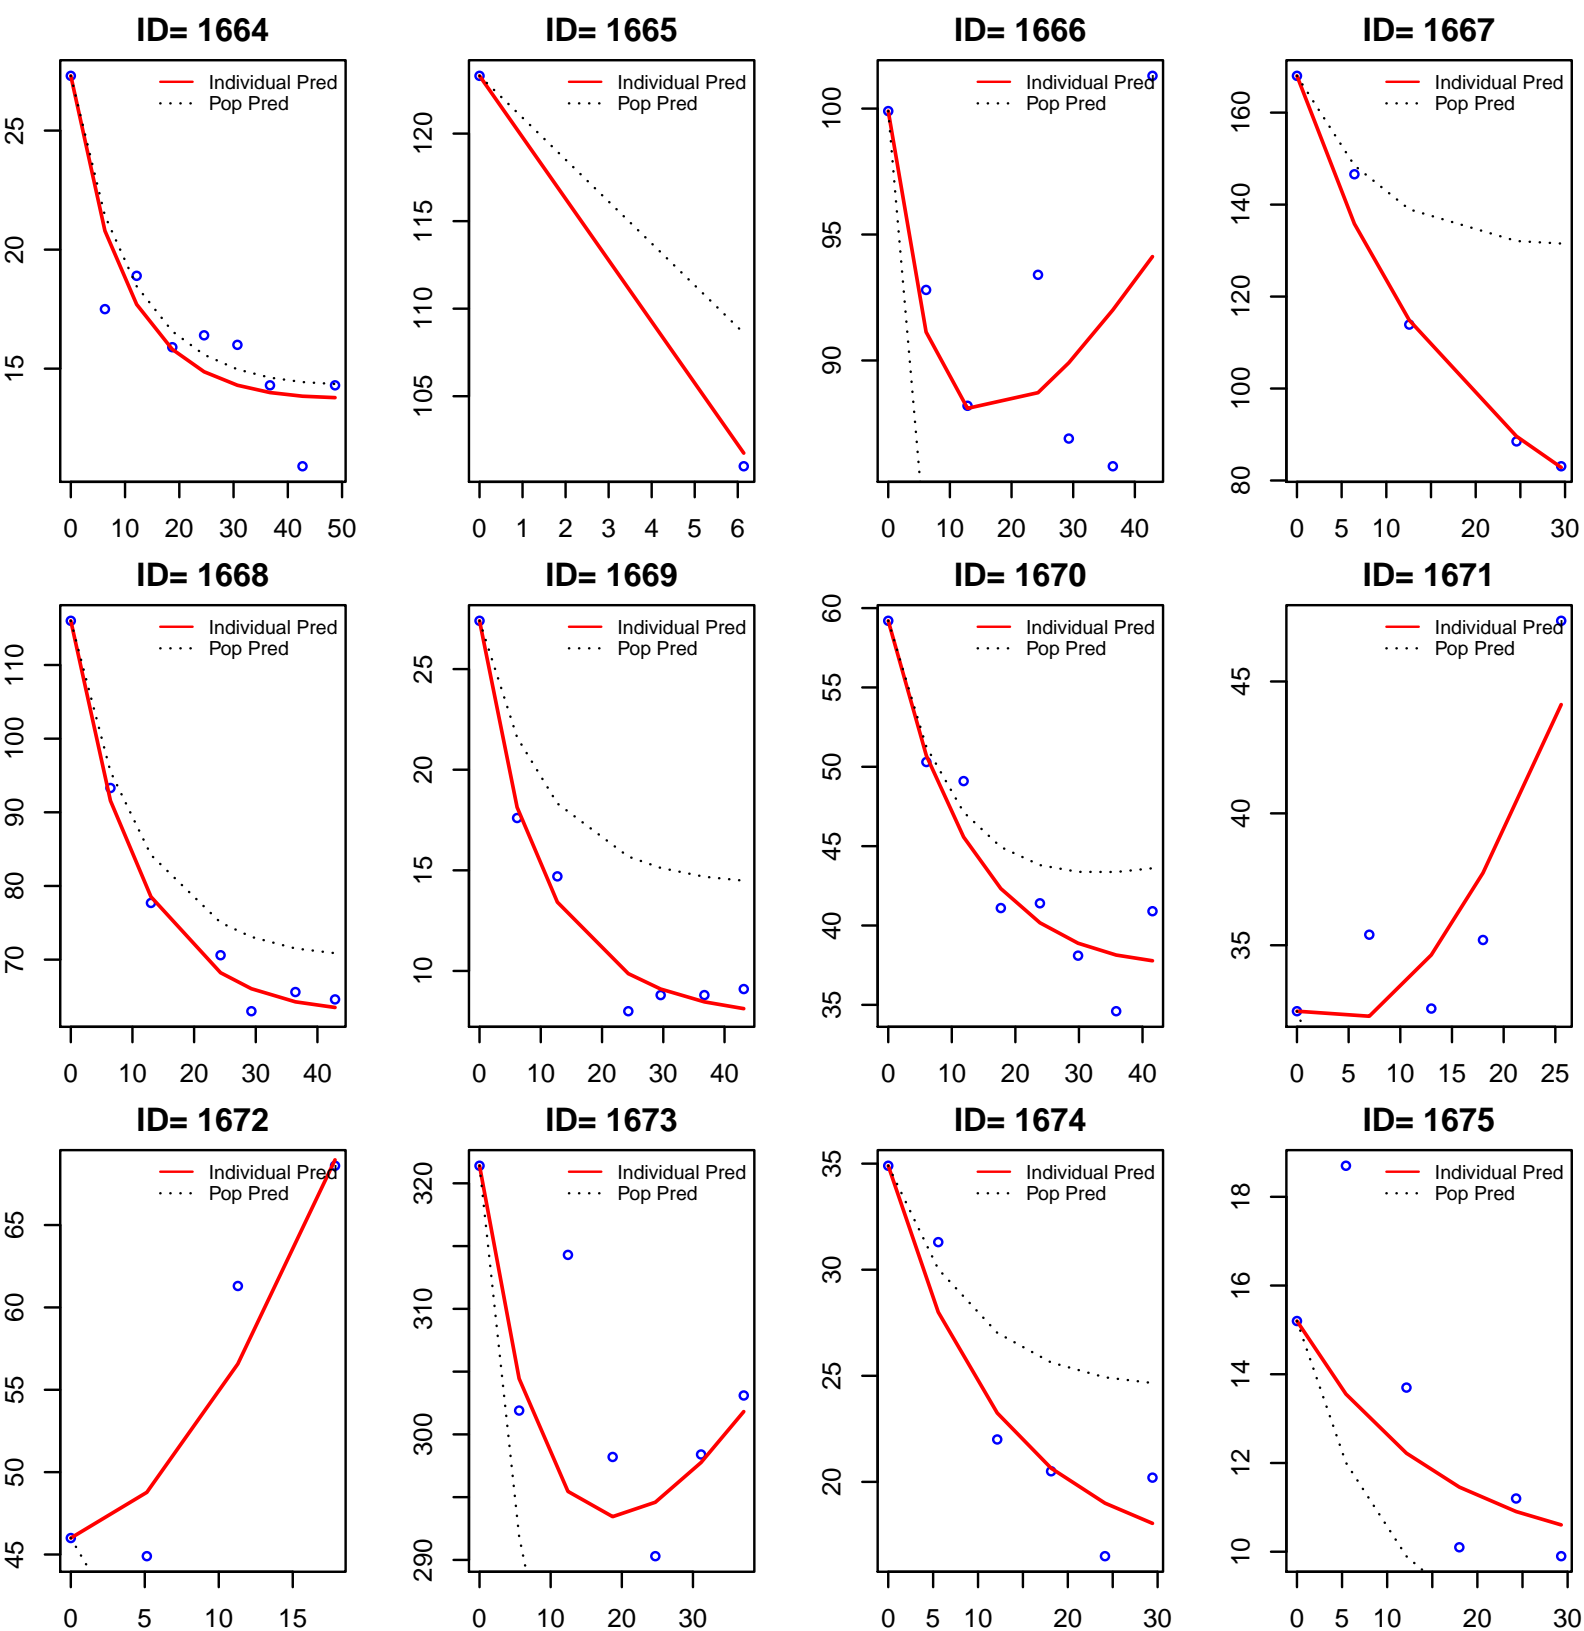 ID= 1664
Individual Pred
Pop Pred
25
20
15
0 10 20 30 40 50
ID= 1665
Individual Pred
Pop Pred
120
115
110
105
0 1 2 3 4 5 6
ID= 1666
Individual Pred
Pop Pred
100
95
90
0 10 20 30 40
ID= 1667
Individual Pred
Pop Pred
160
140
120
100
80
0 5 10 20 30
ID= 1668
Individual Pred
Pop Pred
110
100
90
80
70
0 10 20 30 40
ID= 1669
Individual Pred
Pop Pred
25
20
15
10
0 10 20 30 40
ID= 1670
Individual Pred
Pop Pred
60
55
50
45
40
35
0 10 20 30 40
ID= 1671
Individual Pred
Pop Pred
45
40
35
0 5 10 15 20 25
ID= 1672
Individual Pred
Pop Pred
65
60
55
50
45
0 5 10 15
ID= 1673
Individual Pred
Pop Pred
320
310
300
290
0 10 20 30
ID= 1674
Individual Pred
Pop Pred
35
30
25
20
0 5 10 20 30
ID= 1675
Individual Pred
Pop Pred
18
16
14
12
10
0 5 10 20 30